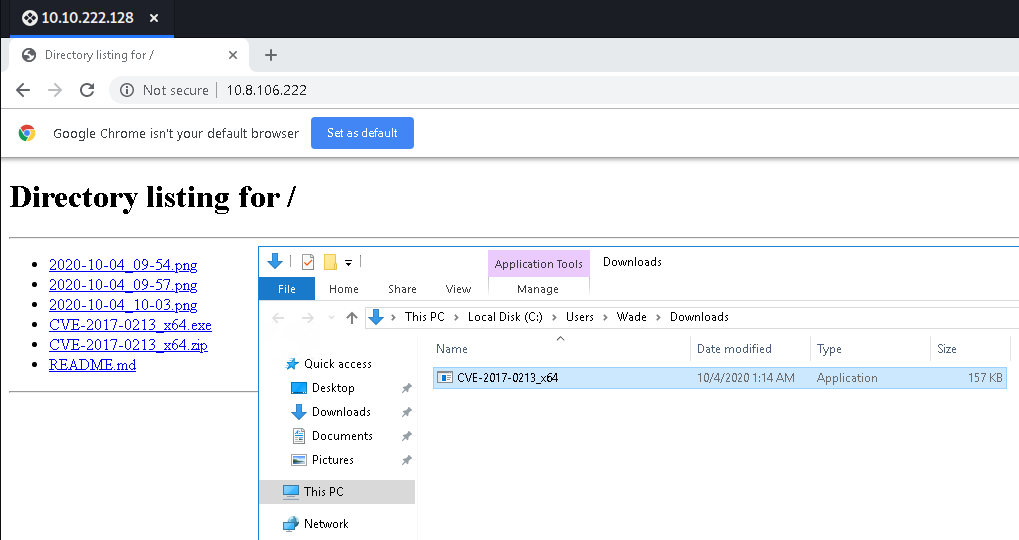 10.10.222.128 ×
Directory listing for / × +
Not secure | 10.8.106.222
Google Chrome isn't your default browser Set as default
Directory listing for /
2020-10-04_09-54.png
2020-10-04_09-57.png
2020-10-04_10-03.png
CVE-2017-0213_x64.exe
CVE-2017-0213_x64.zip
README.md
Application Tools Downloads
File Home Share View Manage
This PC > Local Disk (C:) > Users > Wade > Downloads
Name Date modified Type Size
CVE-2017-0213_x64 10/4/2020 1:14 AM Application 157 KB
Quick access
Desktop
Downloads
Documents
Pictures
This PC
Network